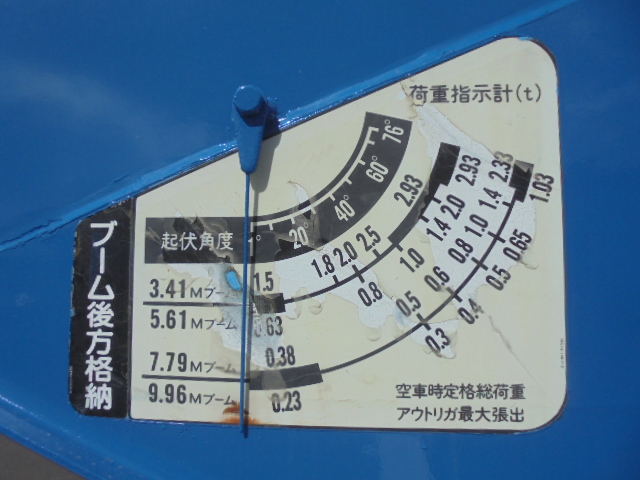 荷重指示計(t)
ブーム後方格納
起伏角度
° 20° 40° 60° 76°
3.41Mブーム 1.5 1.8 2.0 2.5 2.93
5.61Mブーム 0.63 0.8 1.0 1.4 2.0 2.93
7.79Mブーム 0.38 0.5 0.6 0.8 1.0 1.4 2.33
9.96Mブーム 0.23 0.3 0.4 0.5 0.65 1.03
空車時定格総荷重
アウトリガ最大張出